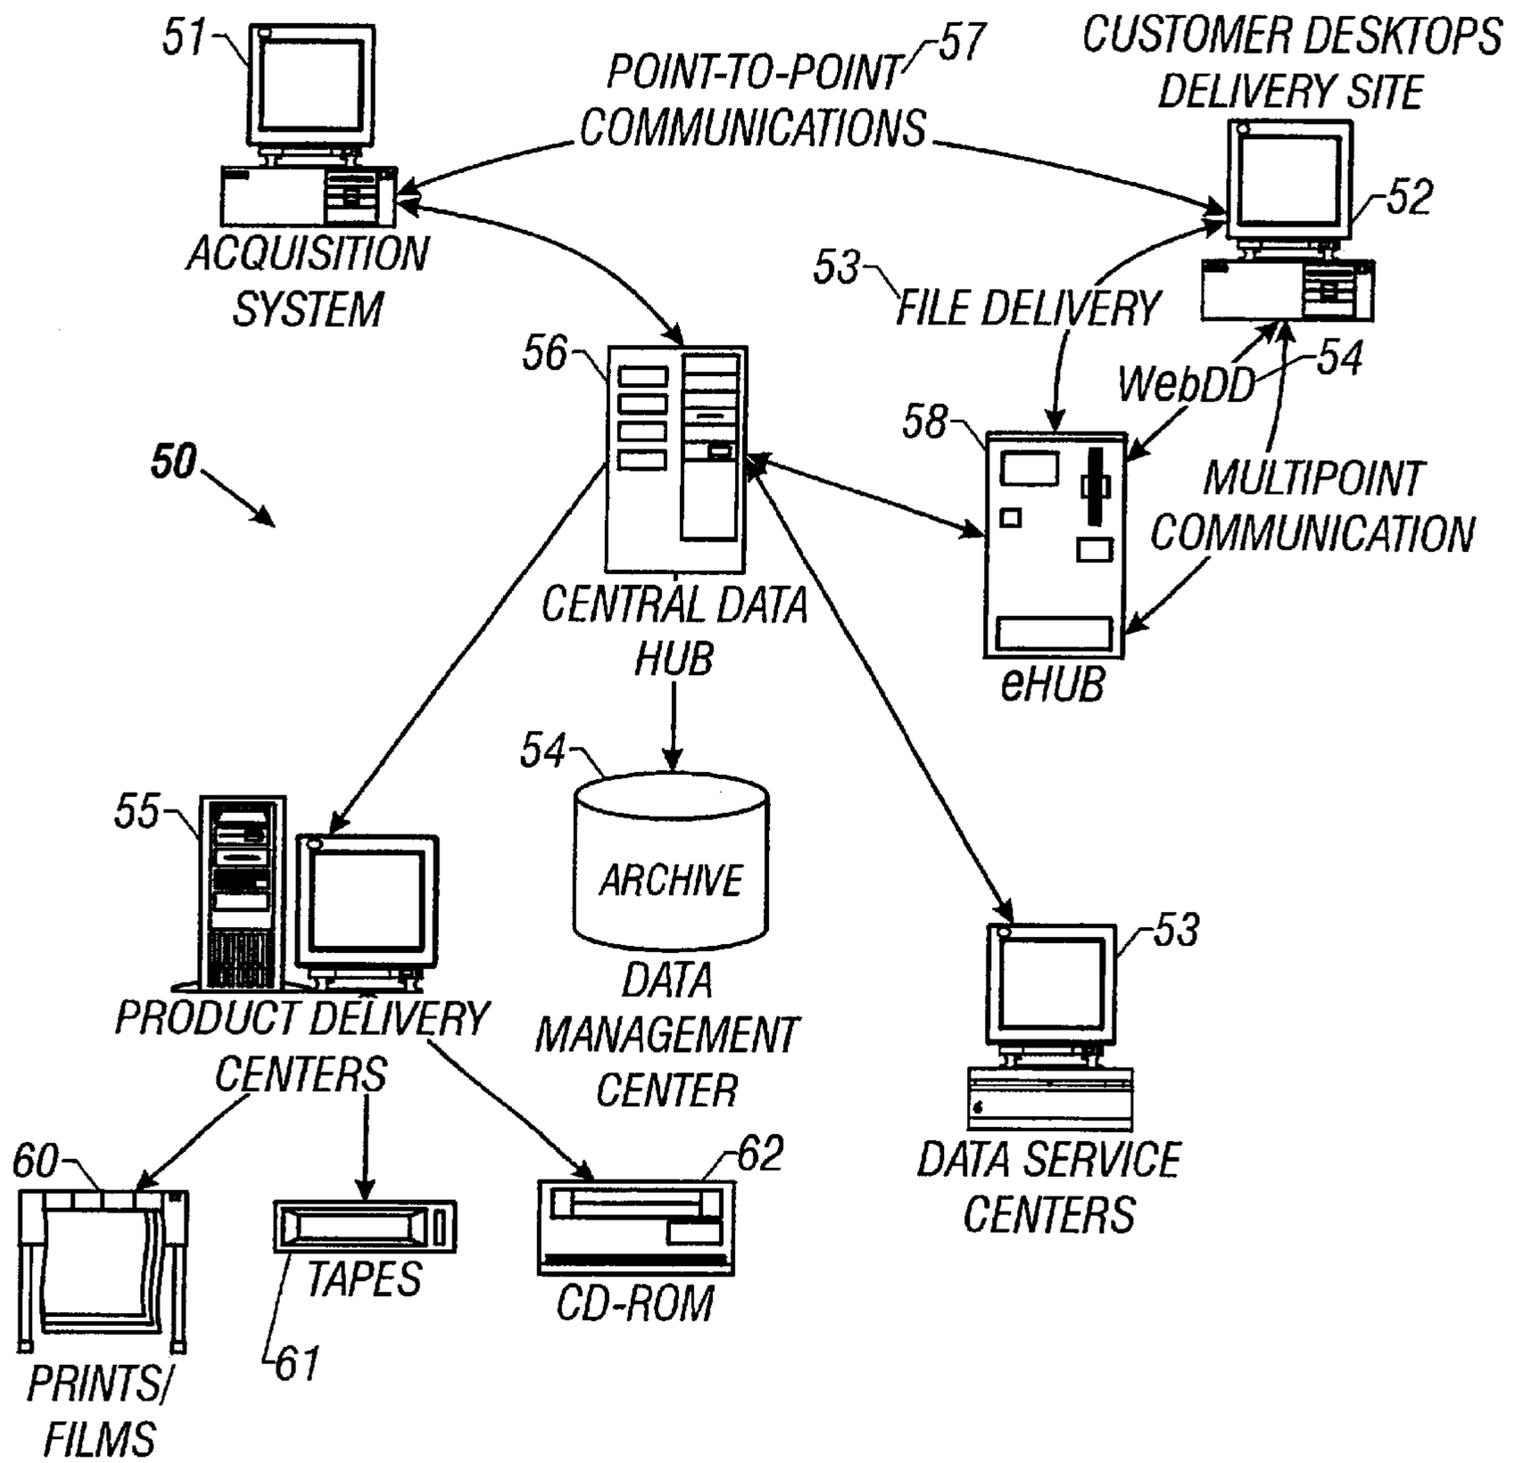 51
57
POINT-TO-POINT
COMMUNICATIONS
CUSTOMER DESKTOPS
DELIVERY SITE
52
ACQUISITION
SYSTEM
53
FILE DELIVERY
56
54
WebDD
58
50
MULTIPOINT
COMMUNICATION
CENTRAL DATA
HUB
eHUB
54
55
ARCHIVE
53
DATA
MANAGEMENT
CENTER
PRODUCT DELIVERY
CENTERS
60
62
DATA SERVICE
CENTERS
TAPES
CD-ROM
61
PRINTS/
FILMS